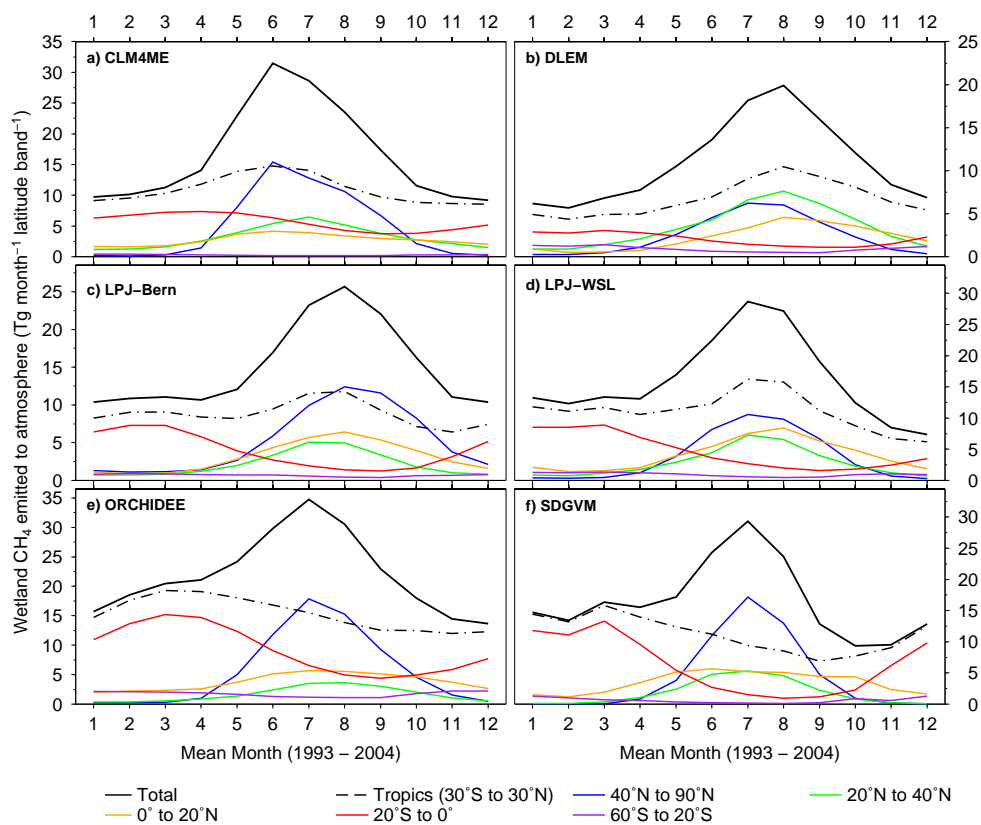 1 2 3 4 5 6 7 8 9 10 11 12
1 2 3 4 5 6 7 8 9 10 11 12
Wetland CH₄ emitted to atmosphere (Tg month⁻¹ latitude band⁻¹)
a) CLM4ME
35
30
25
20
15
10
5
0
b) DLEM
25
20
15
10
5
0
c) LPJ−Bern
25
20
15
10
5
0
d) LPJ−WSL
30
25
20
15
10
5
0
e) ORCHIDEE
35
30
25
20
15
10
5
0
f) SDGVM
30
25
20
15
10
5
0
1 2 3 4 5 6 7 8 9 10 11 12
1 2 3 4 5 6 7 8 9 10 11 12
Mean Month (1993 − 2004)
Mean Month (1993 − 2004)
Total
Tropics (30˚S to 30˚N)
40˚N to 90˚N
20˚N to 40˚N
0˚ to 20˚N
20˚S to 0˚
60˚S to 20˚S